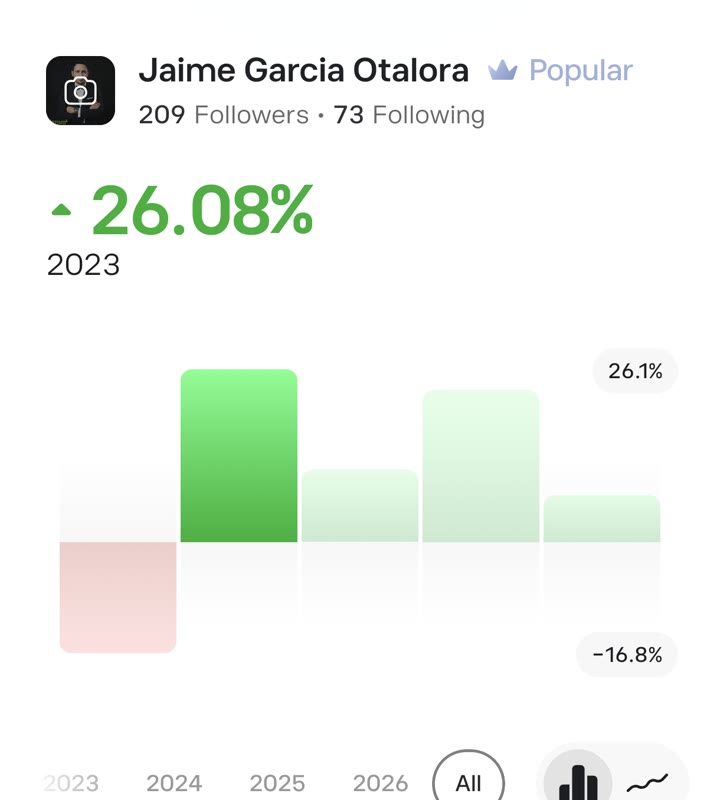 Jaime Garcia Otalora Popular
209 Followers • 73 Following
26.08%
2023
26.1%
−16.8%
2023 2024 2025 2026 All